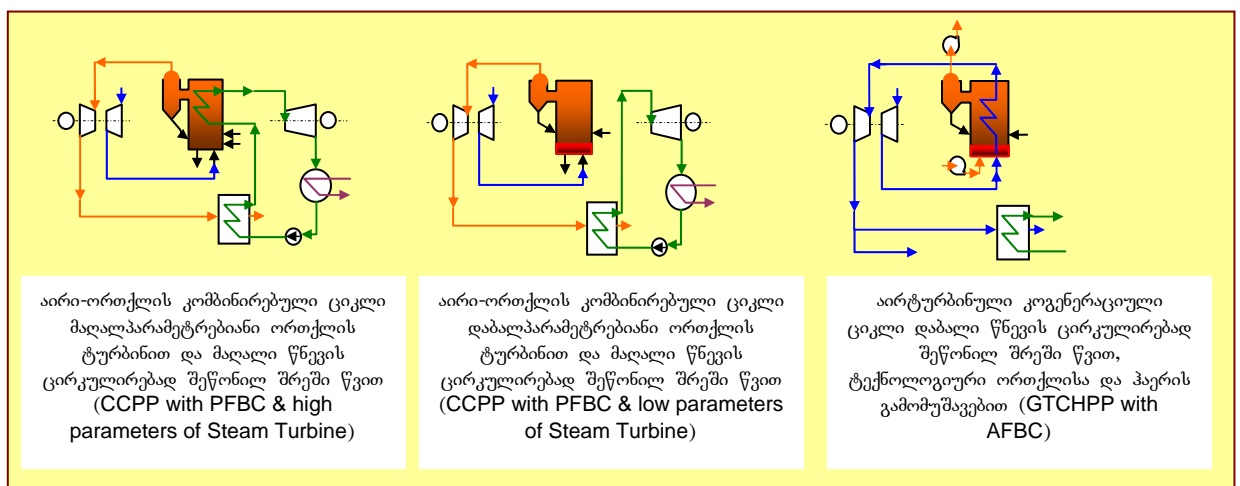 აირი-ორთქლის კომბინირებული ციკლი
მაღალპარამეტრებიანი ორთქლის
ტურბინით და მაღალი წნევის
ცირკულირებად შეწონილ შრეში წვით
(CCPP with PFBC & high
parameters of Steam Turbine)
აირი-ორთქლის კომბინირებული ციკლი
დაბალპარამეტრებიანი ორთქლის
ტურბინით და მაღალი წნევის
ცირკულირებად შეწონილ შრეში წვით
(CCPP with PFBC & low parameters
of Steam Turbine)
აირტურბინული კოგენერაციული
ციკლი დაბალი წნევის ცირკულირებად
შეწონილ შრეში წვით,
ტექნოლოგიური ორთქლისა და ჰაერის
გამომუშავებით (GTCHPP with
AFBC)